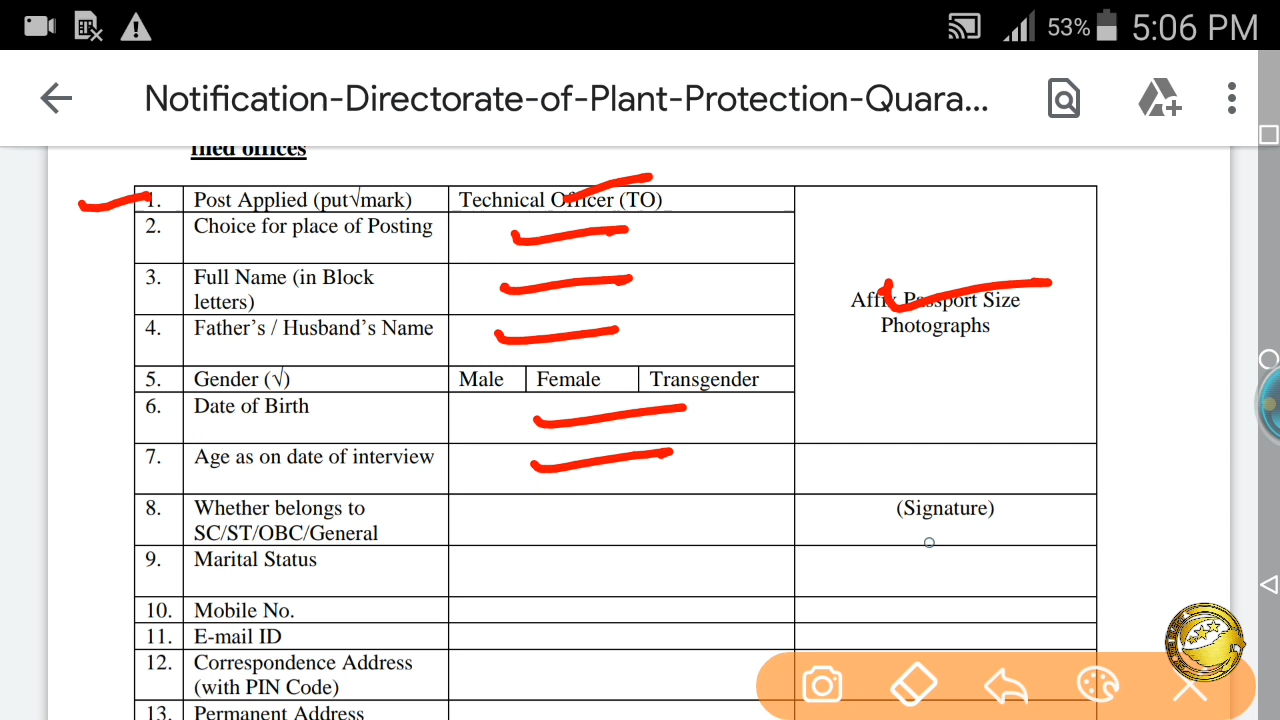 53% 5:06 PM
Notification-Directorate-of-Plant-Protection-Quara...
filed offices
1. Post Applied (put√mark) Technical Officer (TO)
2. Choice for place of Posting
3. Full Name (in Block
letters)
Affix Passport Size
Photographs
4. Father's / Husband's Name
5. Gender (√) Male Female Transgender
6. Date of Birth
7. Age as on date of interview
8. Whether belongs to
SC/ST/OBC/General
(Signature)
9. Marital Status
10. Mobile No.
11. E-mail ID
12. Correspondence Address
(with PIN Code)
13. Permanent Address